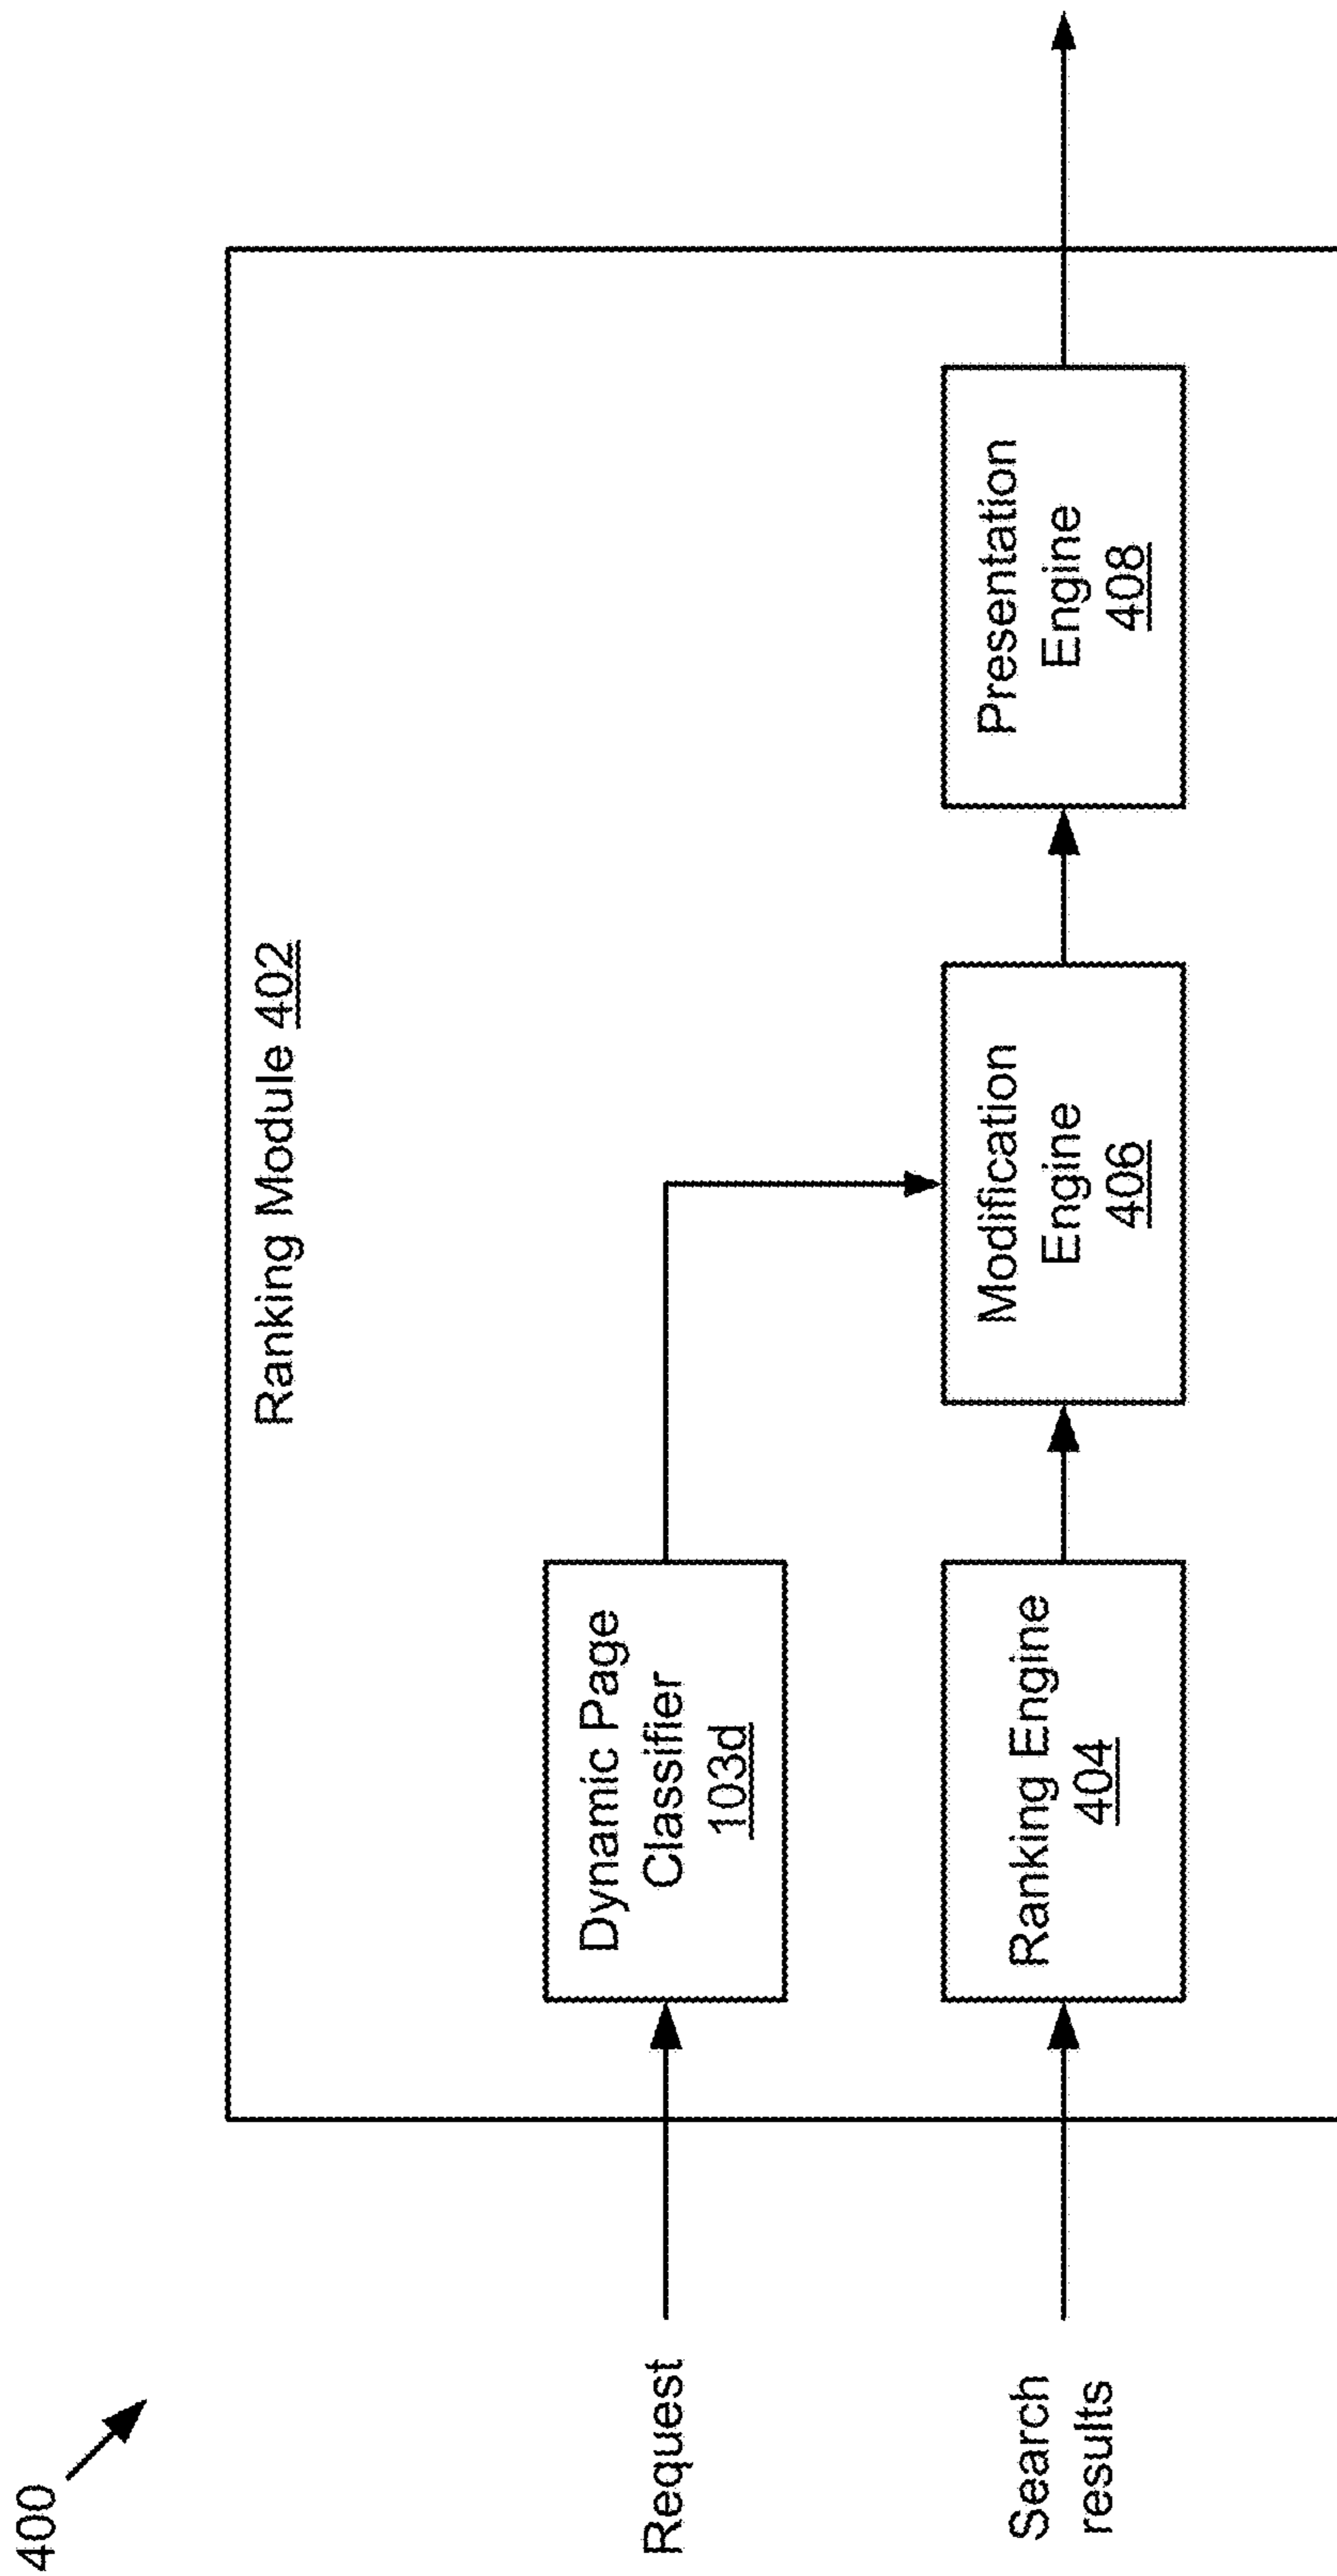 400
Ranking Module 402
Request
Dynamic Page
Classifier
103d
Search
results
Ranking Engine
404
Modification
Engine
406
Presentation
Engine
408